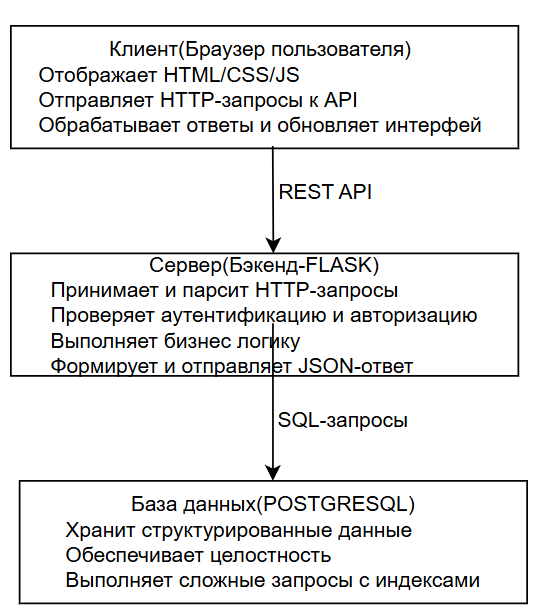 Клиент(Браузер пользователя)
Отображает HTML/CSS/JS
Отправляет HTTP-запросы к API
Обрабатывает ответы и обновляет интерфей
REST API
Сервер(Бэкенд-FLASK)
Принимает и парсит HTTP-запросы
Проверяет аутентификацию и авторизацию
Выполняет бизнес логику
Формирует и отправляет JSON-ответ
SQL-запросы
База данных(POSTGRESQL)
Хранит структурированные данные
Обеспечивает целостность
Выполняет сложные запросы с индексами